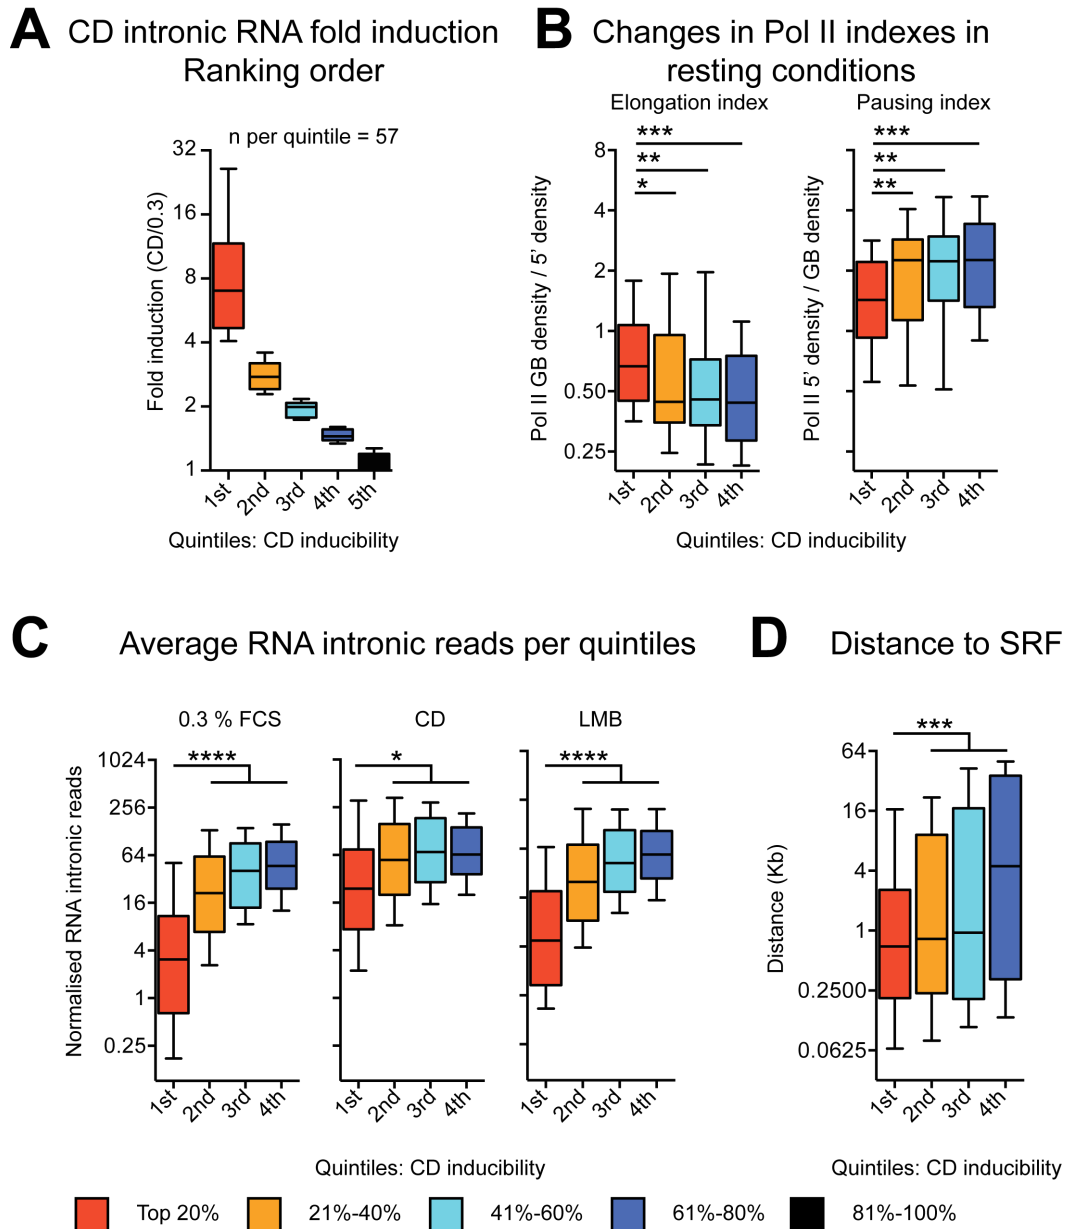 A CD intronic RNA fold induction
Ranking order
n per quintile = 57
Fold induction (CD/0.3)
32
16
8
4
2
1
1st 2nd 3rd 4th 5th
Quintiles: CD inducibility
B Changes in Pol II indexes in
resting conditions
Elongation index
Pol II GB density / 5’ density
8
4
2
1
0.50
0.25
***
**
*
1st 2nd 3rd 4th
Pausing index
Pol II 5’ density / GB density
***
**
**
1st 2nd 3rd 4th
Quintiles: CD inducibility
C Average RNA intronic reads per quintiles
Normalised RNA intronic reads
1024
256
64
16
4
1
0.25
0.3 % FCS
****
1st 2nd 3rd 4th
CD
*
1st 2nd 3rd 4th
LMB
****
1st 2nd 3rd 4th
Quintiles: CD inducibility
D Distance to SRF
Distance (Kb)
64
16
4
1
0.2500
0.0625
***
1st 2nd 3rd 4th
Quintiles: CD inducibility
Top 20% 21%-40% 41%-60% 61%-80% 81%-100%